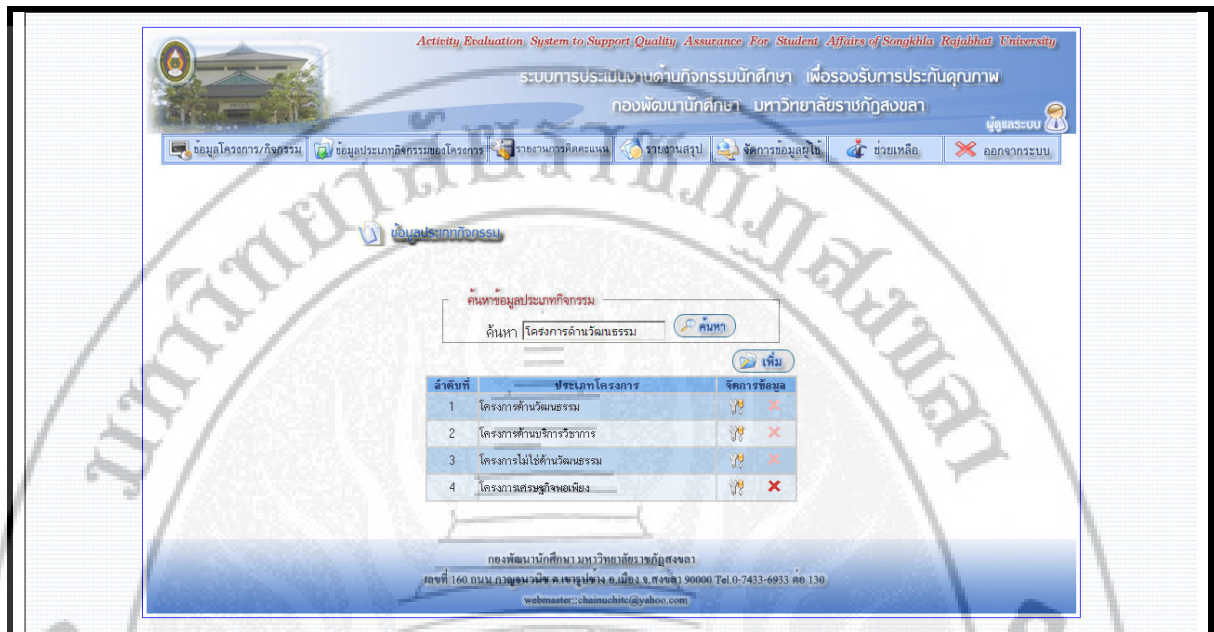 Activity Evaluation System to Support Quality Assurance For Student Affairs of Songkhla Rajabhat University
ระบบการประเมินงานด้านกิจกรรมนักศึกษา เพื่อรองรับการประกันคุณภาพ
กองพัฒนานักศึกษา มหาวิทยาลัยราชภัฏสงขลา
ผู้ดูแลระบบ
ข้อมูลโครงการ/กิจกรรม ข้อมูลประเภทกิจกรรมของโครงการ รายงานการคิดคะแนน รายงานสรุป จัดการข้อมูลผู้ใช้ ช่วยเหลือ ออกจากระบบ
มหาวิทยาลัยราชภัฏสงขลา
ข้อมูลประเภทกิจกรรม
ค้นหาข้อมูลประเภทกิจกรรม
ค้นหา โครงการด้านวัฒนธรรม ค้นหา
เพิ่ม
ลำดับที่ ประเภทโครงการ จัดการข้อมูล
1 โครงการด้านวัฒนธรรม
2 โครงการด้านบริการวิชาการ
3 โครงการไม่ใช่ด้านวัฒนธรรม
4 โครงการเศรษฐกิจพอเพียง
กองพัฒนานักศึกษา มหาวิทยาลัยราชภัฏสงขลา
เลขที่ 160 ถนน กาญจนวนิช ต.เขารูปช้าง อ.เมือง จ.สงขลา 90000 Tel.0-7433-6933 ต่อ 130
webmaster::chainuchitc@yahoo.com